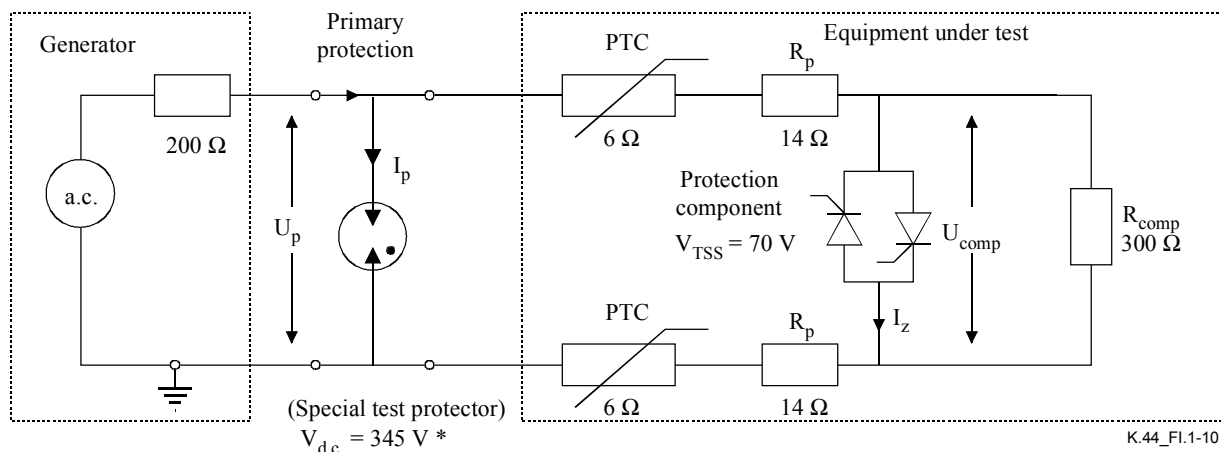 Generator
Primary
protection
Equipment under test
PTC
R_p
200 Ω
6 Ω
14 Ω
I_p
a.c.
U_p
Protection
component
V_TSS = 70 V
U_comp
R_comp
300 Ω
I_z
PTC
R_p
6 Ω
14 Ω
(Special test protector)
V_d.c. = 345 V *
K.44_FI.1-10